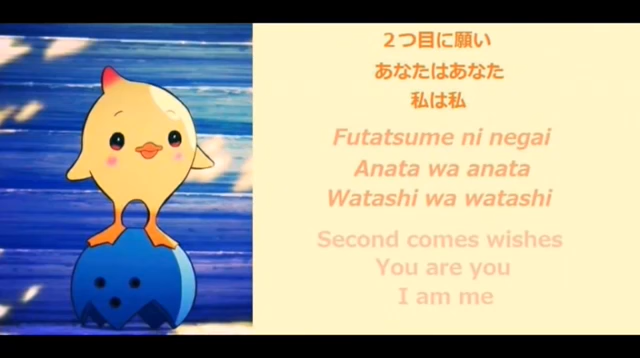 ２つ目に願い
あなたはあなた
私は私
Futatsume ni negai
Anata wa anata
Watashi wa watashi
Second comes wishes
You are you
I am me